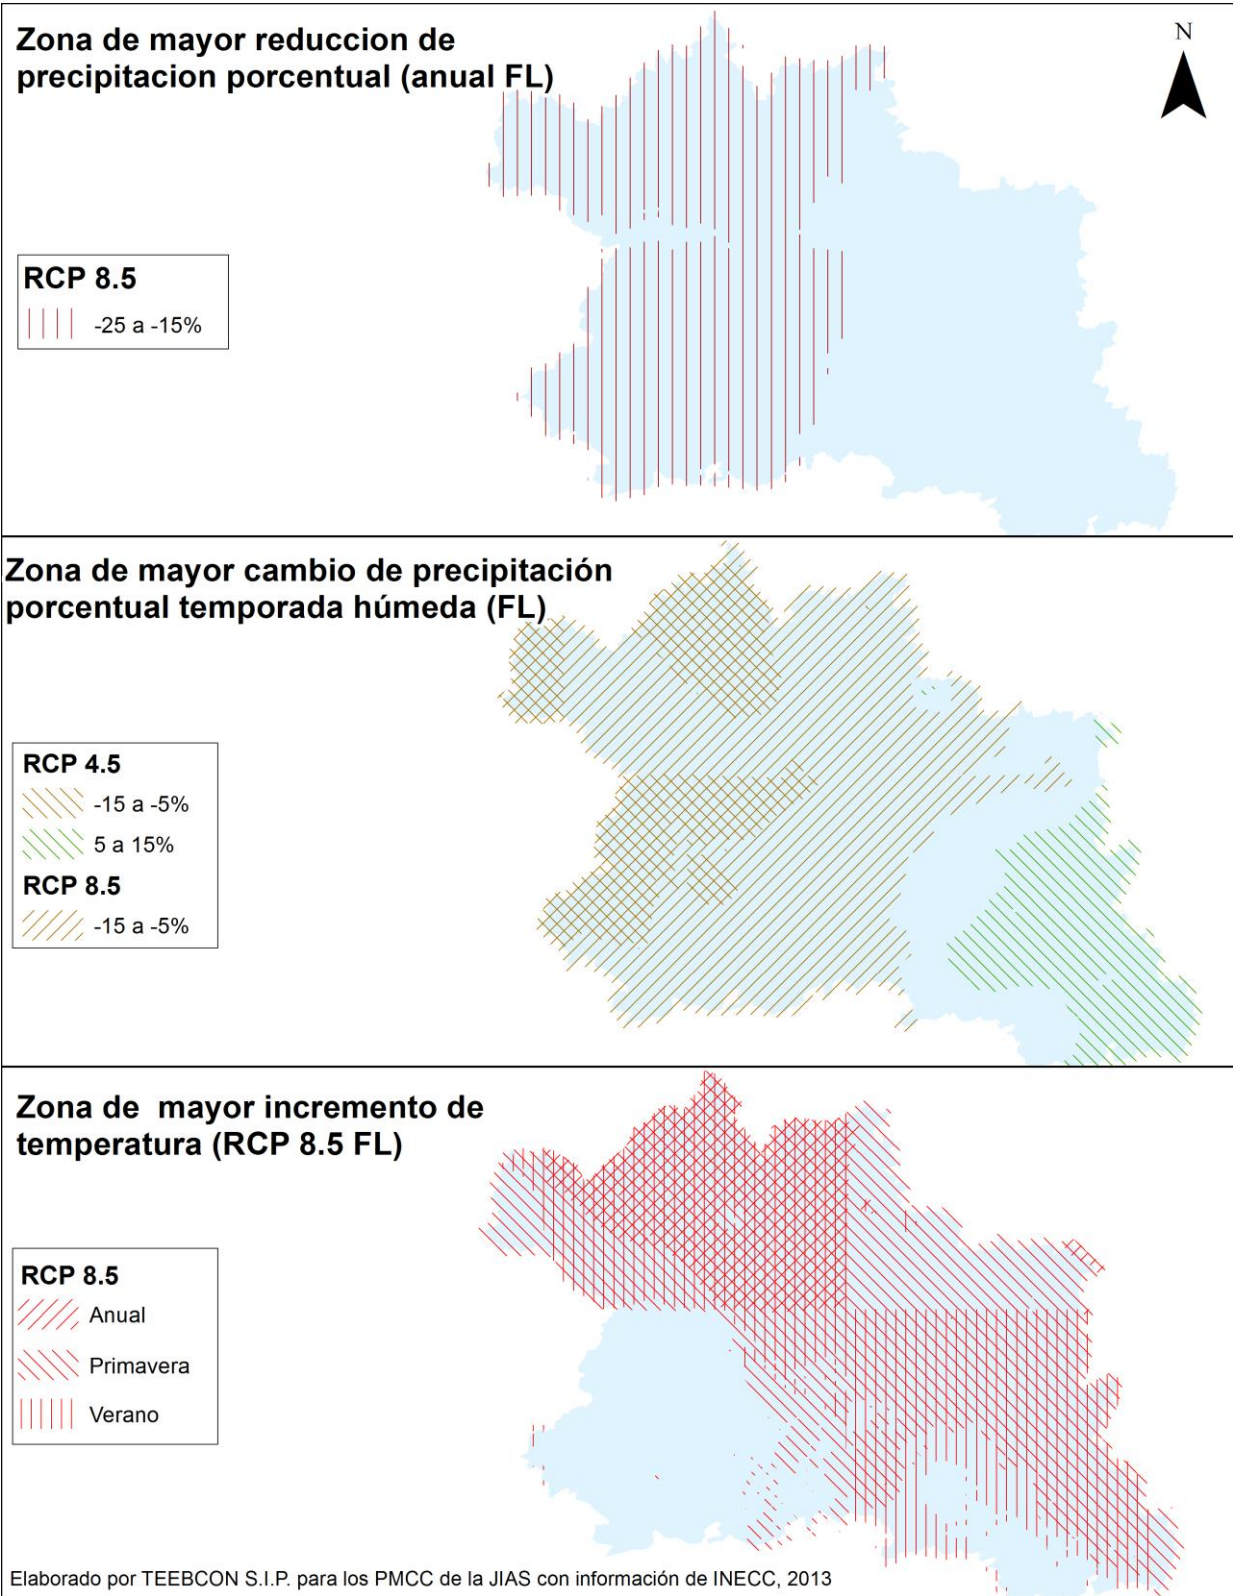 Zona de mayor reduccion de
precipitacion porcentual (anual FL)
N
RCP 8.5
-25 a -15%
Zona de mayor cambio de precipitación
porcentual temporada húmeda (FL)
RCP 4.5
-15 a -5%
5 a 15%
RCP 8.5
-15 a -5%
Zona de mayor incremento de
temperatura (RCP 8.5 FL)
RCP 8.5
Anual
Primavera
Verano
Elaborado por TEEBCON S.I.P. para los PMCC de la JIAS con información de INECC, 2013